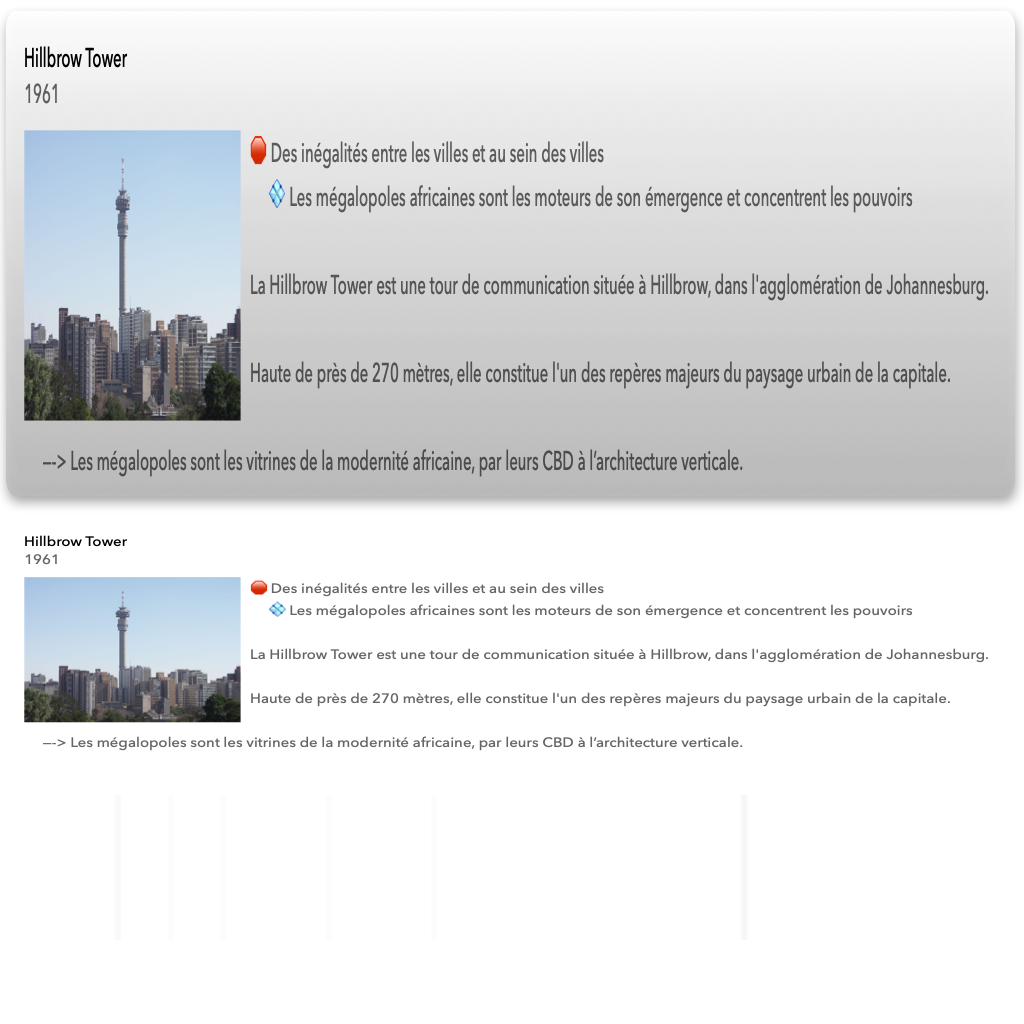 Hillbrow Tower
1961
Des inégalités entre les villes et au sein des villes
Les mégalopoles africaines sont les moteurs de son émergence et concentrent les pouvoirs
La Hillbrow Tower est une tour de communication située à Hillbrow, dans l'agglomération de Johannesburg.
Haute de près de 270 mètres, elle constitue l'un des repères majeurs du paysage urbain de la capitale.
—-> Les mégalopoles sont les vitrines de la modernité africaine, par leurs CBD à l’architecture verticale.
Hillbrow Tower
1961
Des inégalités entre les villes et au sein des villes
Les mégalopoles africaines sont les moteurs de son émergence et concentrent les pouvoirs
La Hillbrow Tower est une tour de communication située à Hillbrow, dans l'agglomération de Johannesburg.
Haute de près de 270 mètres, elle constitue l'un des repères majeurs du paysage urbain de la capitale.
—-> Les mégalopoles sont les vitrines de la modernité africaine, par leurs CBD à l’architecture verticale.